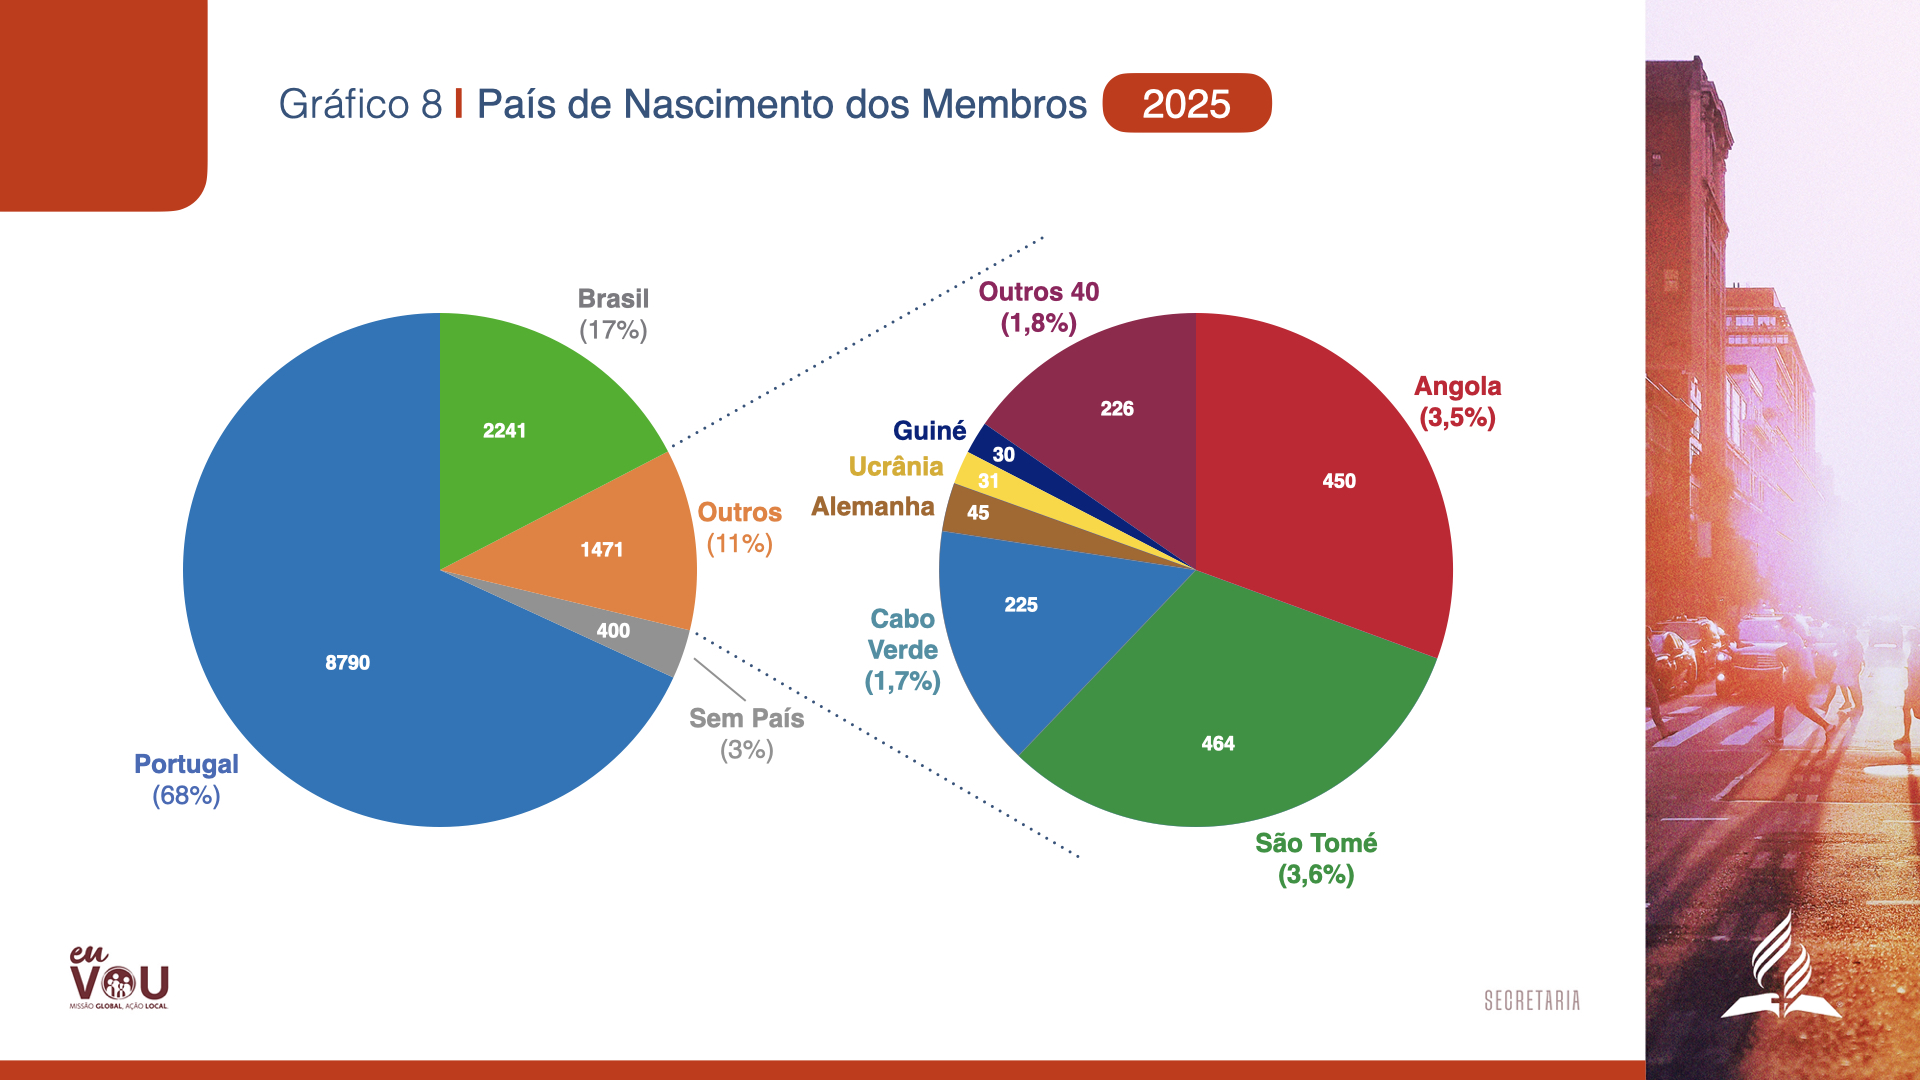 Gráfico 8 | País de Nascimento dos Membros 2025
Brasil
(17%)
2241
Outros
(11%)
1471
400
Sem País
(3%)
8790
Portugal
(68%)
Outros 40
(1,8%)
226
Angola
(3,5%)
450
Guiné
30
Ucrânia
31
Alemanha
45
Cabo
Verde
(1,7%)
225
464
São Tomé
(3,6%)
eu
VOU
MISSÃO GLOBAL, AÇÃO LOCAL
SECRETARIA